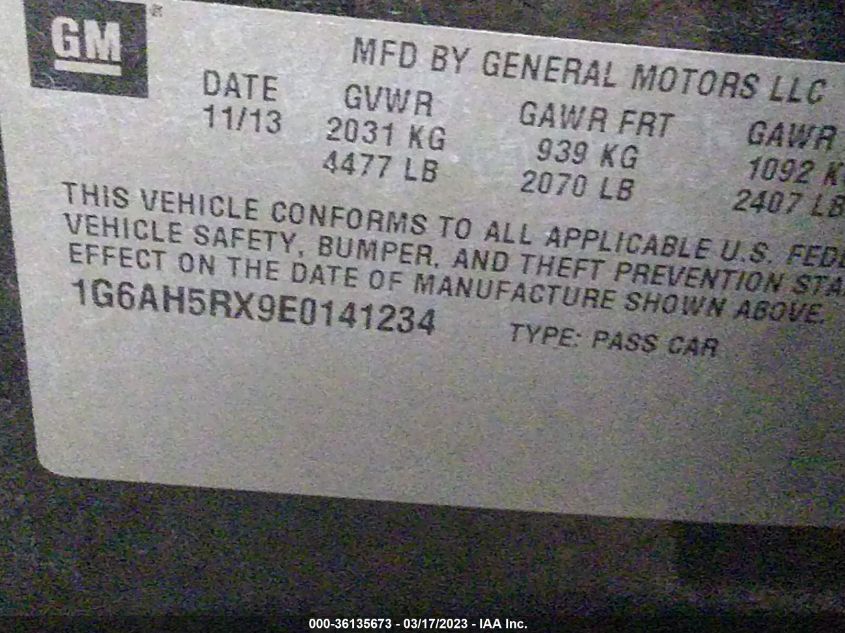 GM®
MFD BY GENERAL MOTORS LLC
DATE GVWR GAWR FRT GAWR
11/13 2031 KG 939 KG 1092 K
4477 LB 2070 LB 2407 LB
THIS VEHICLE CONFORMS TO ALL APPLICABLE U.S. FEDE
VEHICLE SAFETY, BUMPER, AND THEFT PREVENTION STA
EFFECT ON THE DATE OF MANUFACTURE SHOWN ABOVE.
1G6AH5RX9E0141234 TYPE: PASS CAR
000-36135673 - 03/17/2023 - IAA Inc.